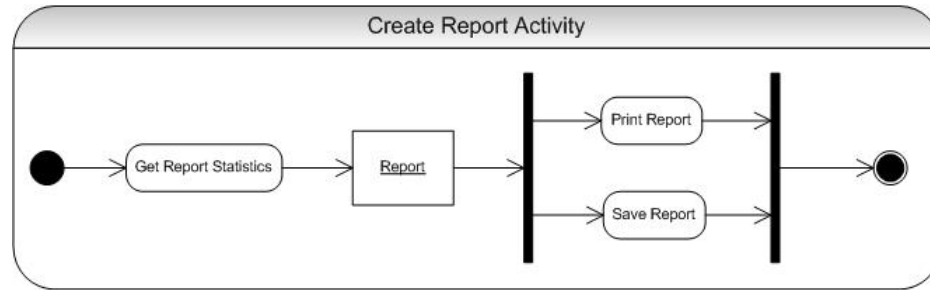 Create Report Activity
Get Report Statistics
Report
Print Report
Save Report